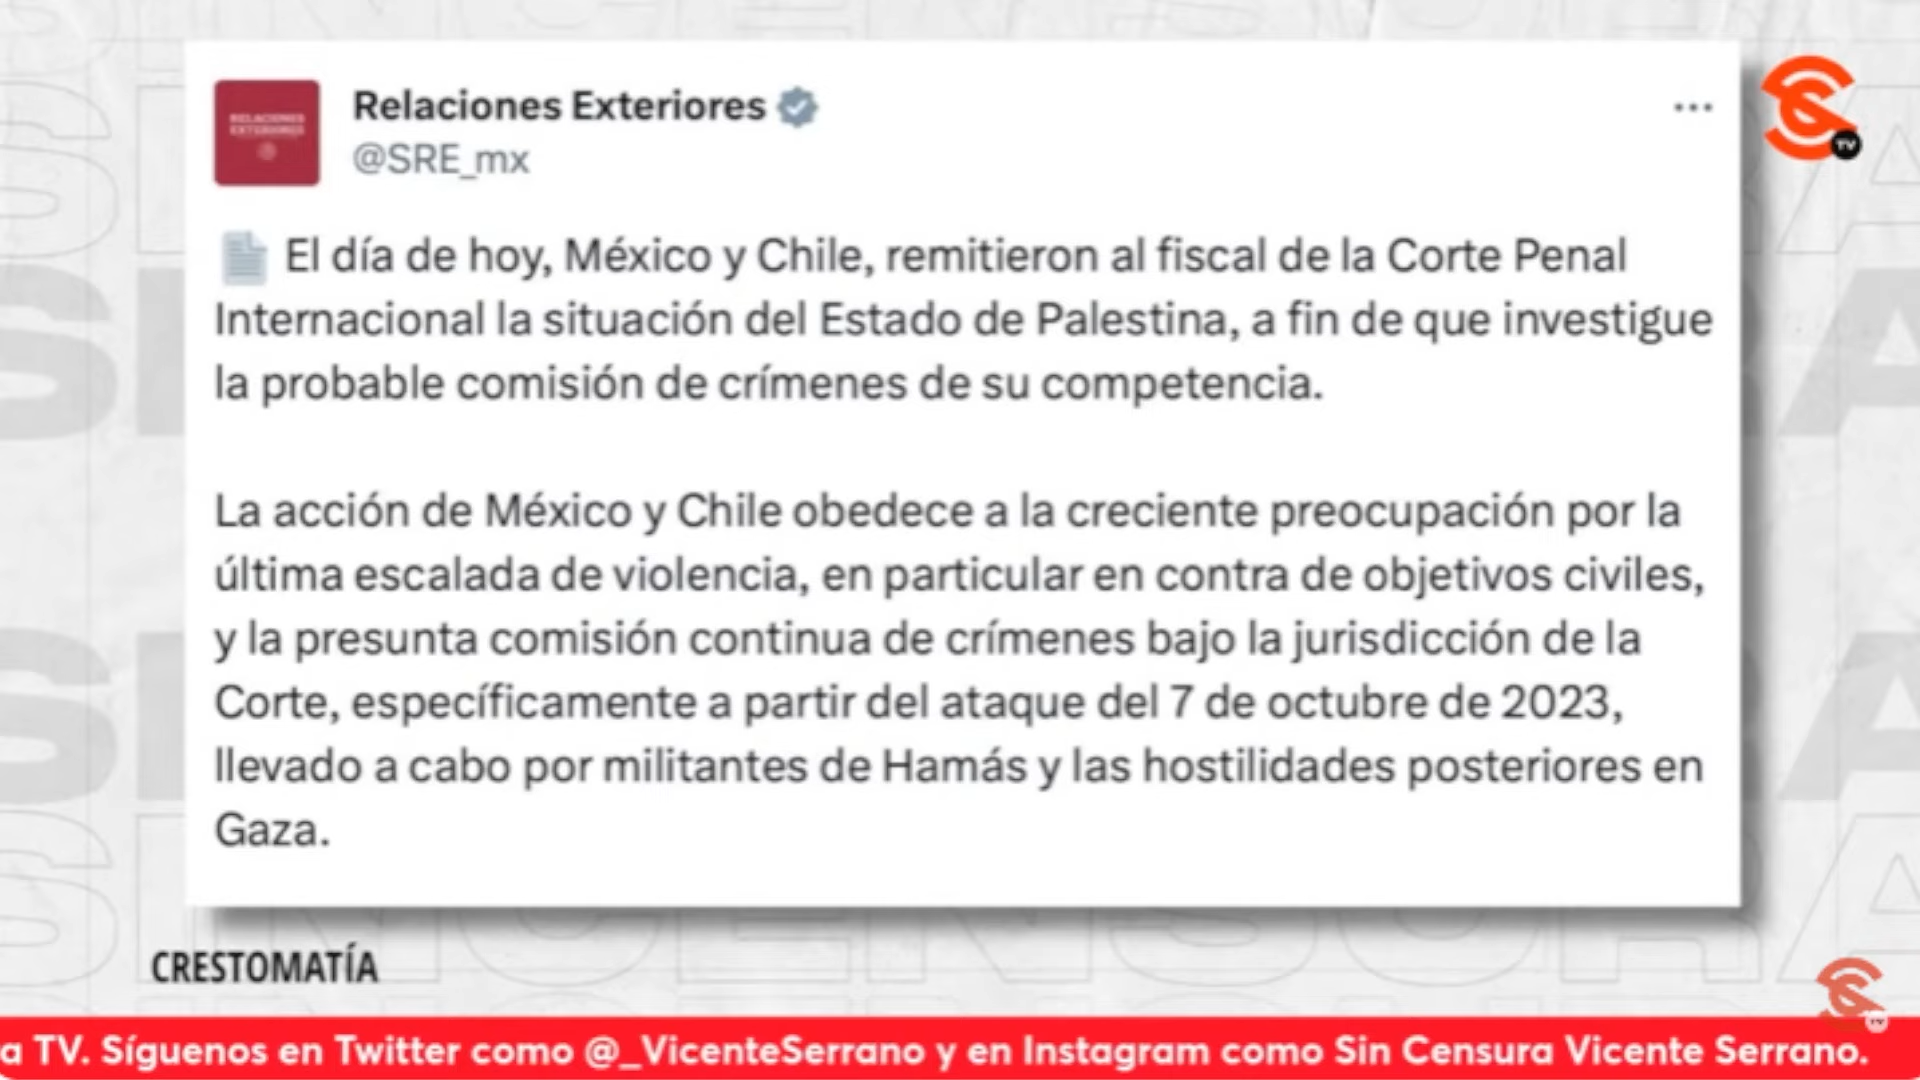 RELACIONES
EXTERIORES
Relaciones Exteriores
@SRE_mx
El día de hoy, México y Chile, remitieron al fiscal de la Corte Penal
Internacional la situación del Estado de Palestina, a fin de que investigue
la probable comisión de crímenes de su competencia.
La acción de México y Chile obedece a la creciente preocupación por la
última escalada de violencia, en particular en contra de objetivos civiles,
y la presunta comisión continua de crímenes bajo la jurisdicción de la
Corte, específicamente a partir del ataque del 7 de octubre de 2023,
llevado a cabo por militantes de Hamás y las hostilidades posteriores en
Gaza.
TV
CRESTOMATÍA
TV
a TV. Síguenos en Twitter como @_VicenteSerrano y en Instagram como Sin Censura Vicente Serrano.